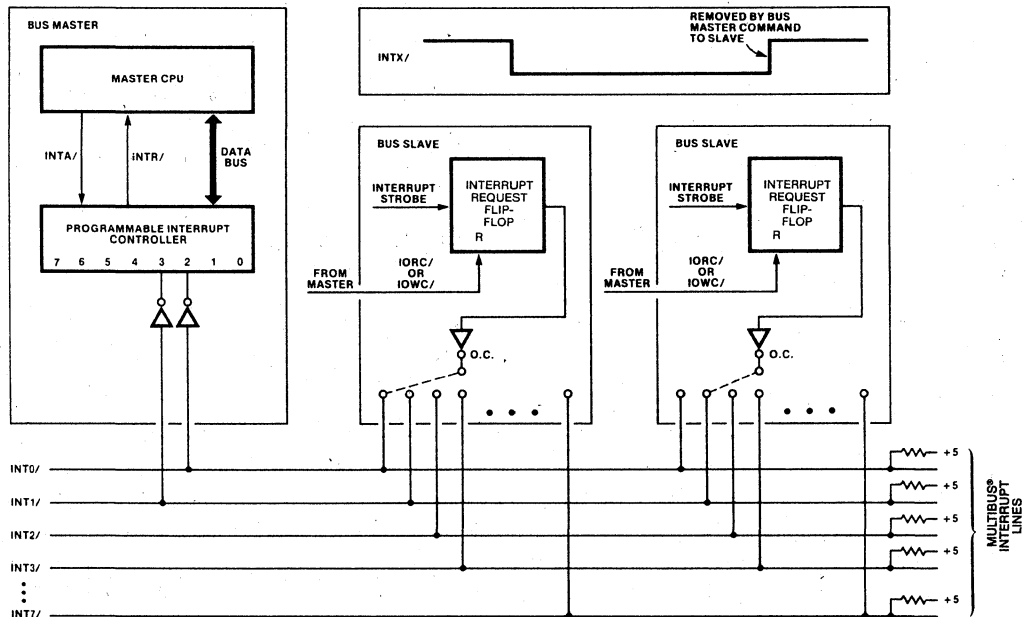 BUS MASTER
MASTER CPU
INTA/
INTR/
DATA
BUS
PROGRAMMABLE INTERRUPT
CONTROLLER
7 6 5 4 3 2 1 0
INTX/
REMOVED BY BUS
MASTER COMMAND
TO SLAVE
BUS SLAVE
INTERRUPT
STROBE
INTERRUPT
REQUEST
FLIP-
FLOP
R
FROM
MASTER
IORC/
OR
IOWC/
O.C.
BUS SLAVE
INTERRUPT
STROBE
INTERRUPT
REQUEST
FLIP-
FLOP
R
FROM
MASTER
IORC/
OR
IOWC/
O.C.
INT0/
INT1/
INT2/
INT3/
INT7/
+5
+5
+5
+5
+5
MULTIBUS®
INTERRUPT
LINES